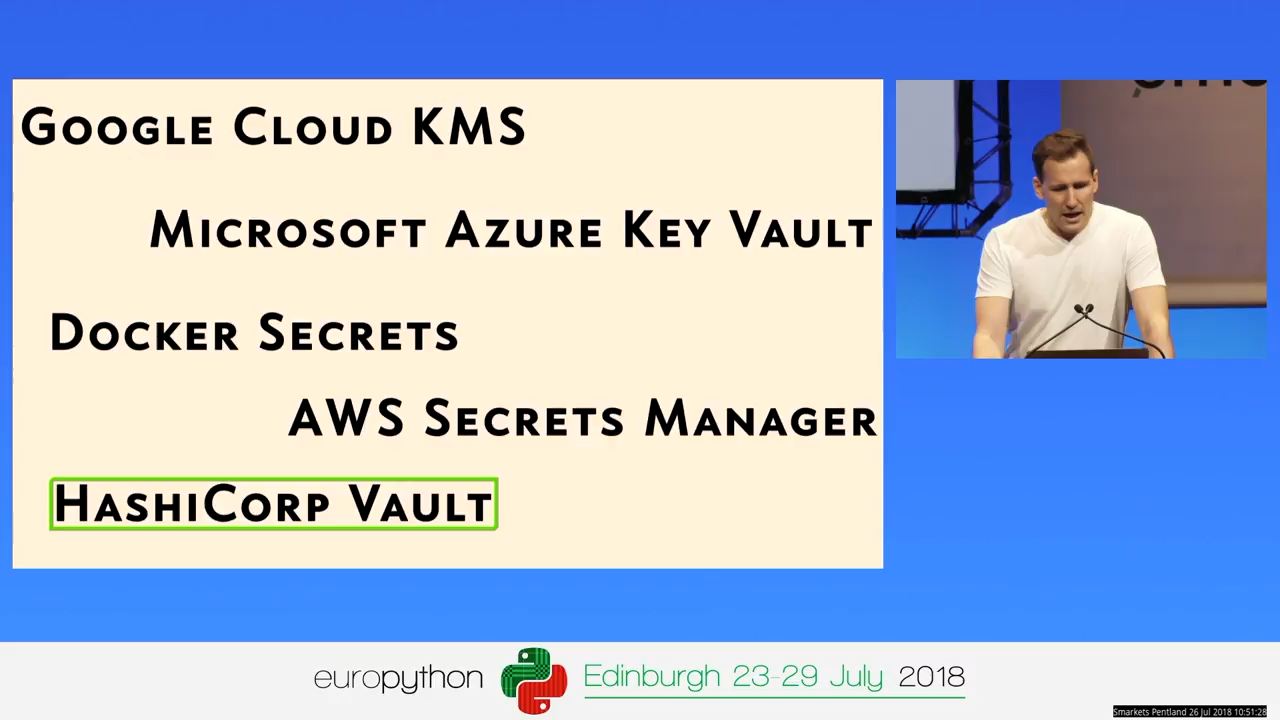 Google Cloud KMS
Microsoft Azure Key Vault
Docker Secrets
AWS Secrets Manager
HashiCorp Vault
europython Edinburgh 23-29 July 2018
Smarkets Pentland 26 Jul 2018 10:51:28